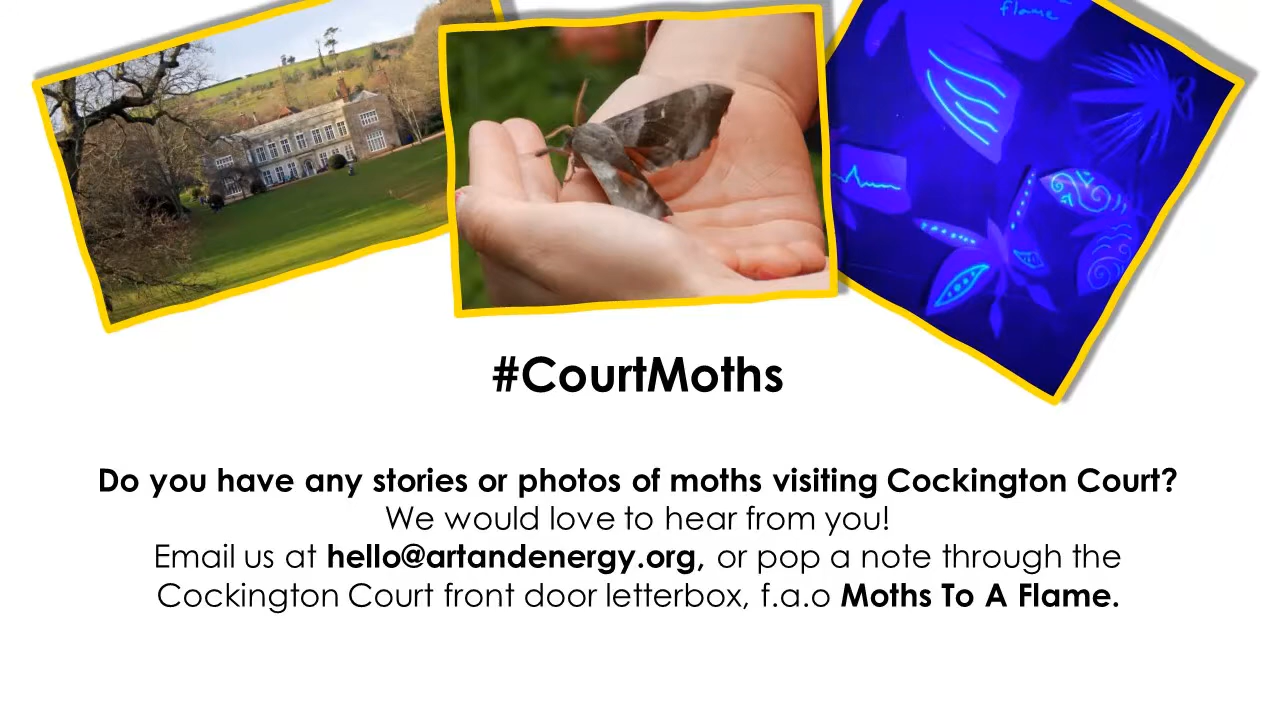 flame
#CourtMoths
Do you have any stories or photos of moths visiting Cockington Court?
We would love to hear from you!
Email us at hello@artandenergy.org, or pop a note through the
Cockington Court front door letterbox, f.a.o Moths To A Flame.